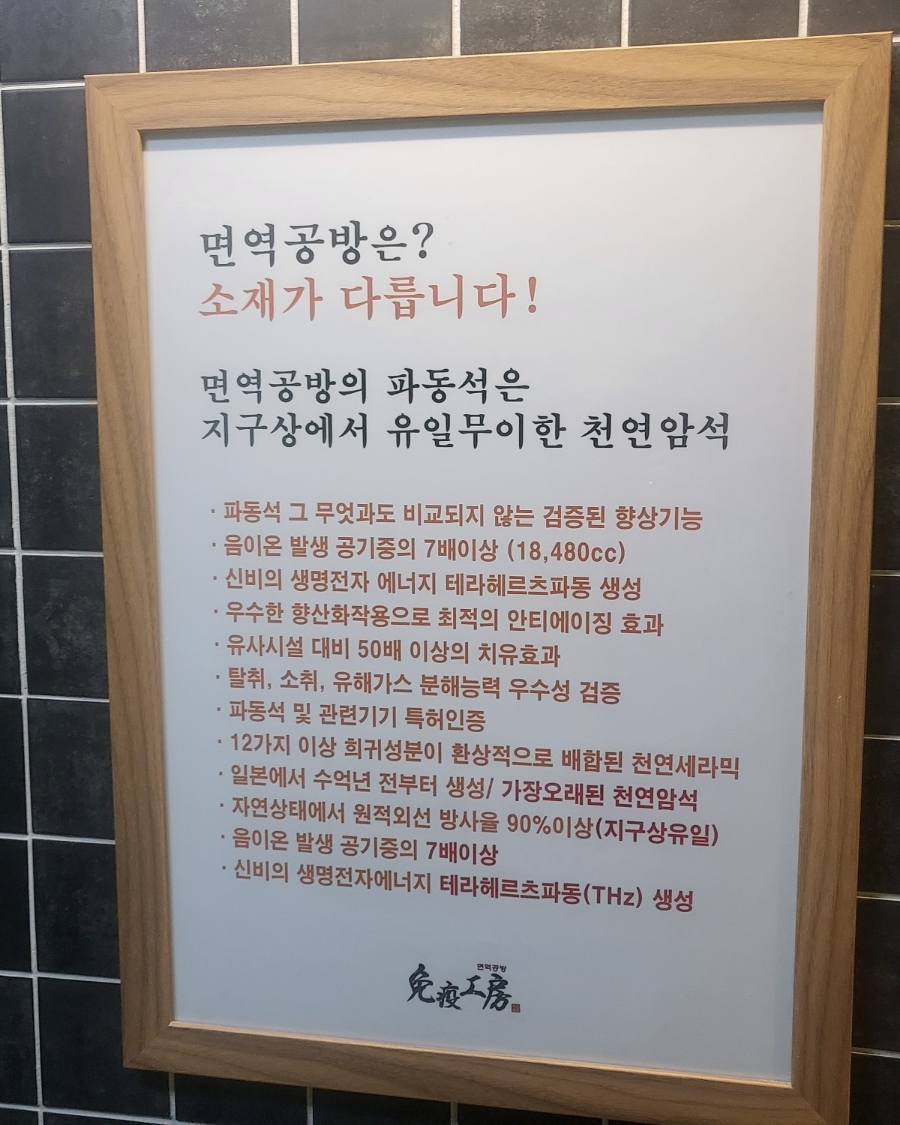 면역공방은?
소재가 다릅니다!
면역공방의 파동석은
지구상에서 유일무이한 천연암석
· 파동석 그 무엇과도 비교되지 않는 검증된 향상기능
· 음이온 발생 공기중의 7배이상 (18,480cc)
· 신비의 생명전자 에너지 테라헤르츠파동 생성
· 우수한 향산화작용으로 최적의 안티에이징 효과
· 유사시설 대비 50배 이상의 치유효과
· 탈취, 소취, 유해가스 분해능력 우수성 검증
· 파동석 및 관련기기 특허인증
· 12가지 이상 희귀성분이 환상적으로 배합된 천연세라믹
· 일본에서 수억년 전부터 생성/ 가장오래된 천연암석
· 자연상태에서 원적외선 방사율 90%이상(지구상유일)
· 음이온 발생 공기중의 7배이상
· 신비의 생명전자에너지 테라헤르츠파동(THz) 생성
면역공방
免疫工房